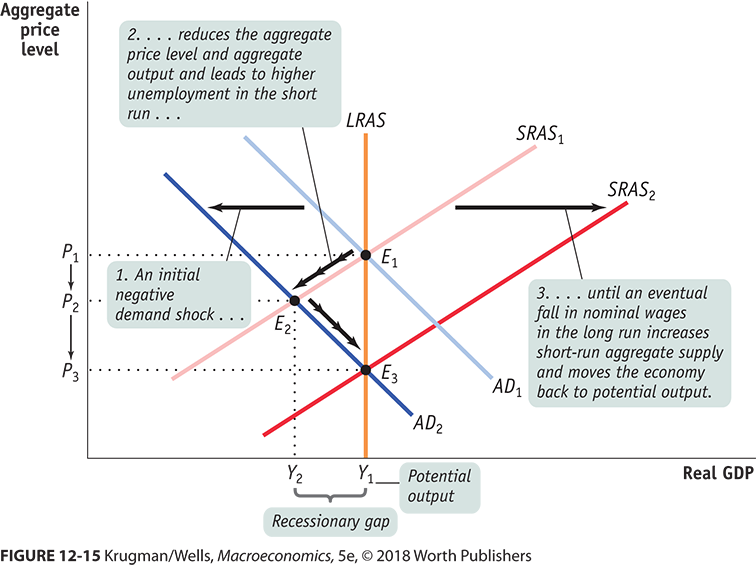 Aggregate
price
level
2. . . . reduces the aggregate
price level and aggregate
output and leads to higher
unemployment in the short
run . . .
LRAS
SRAS1
SRAS2
P1
E1
1. An initial
negative
demand shock . . .
P2
E2
3. . . . until an eventual
fall in nominal wages
in the long run increases
short-run aggregate supply
and moves the economy
back to potential output.
P3
E3
AD1
AD2
Y2
Y1
Potential
output
Real GDP
Recessionary gap
FIGURE 12-15 Krugman/Wells, Macroeconomics, 5e, © 2018 Worth Publishers